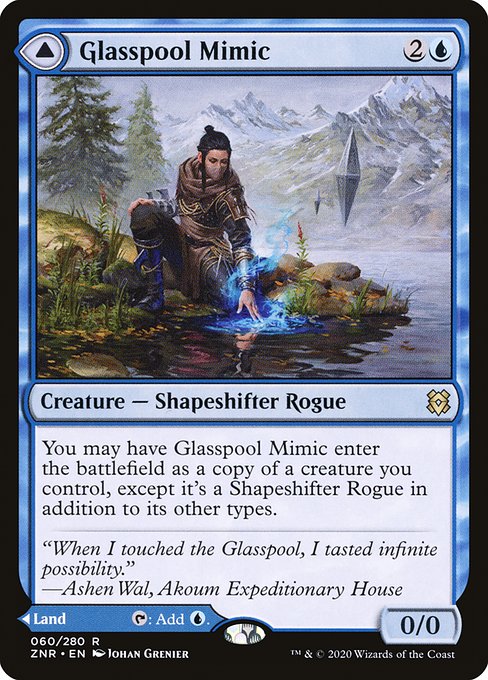 Glasspool Mimic 2
Creature — Shapeshifter Rogue
You may have Glasspool Mimic enter
the battlefield as a copy of a creature you
control, except it's a Shapeshifter Rogue in
addition to its other types.
“When I touched the Glasspool, I tasted infinite
possibility.”
—Ashen Wal, Akoum Expeditionary House
Land : Add
0/0
060/280 R
ZNR • EN Johan Grenier
™ & © 2020 Wizards of the Coast